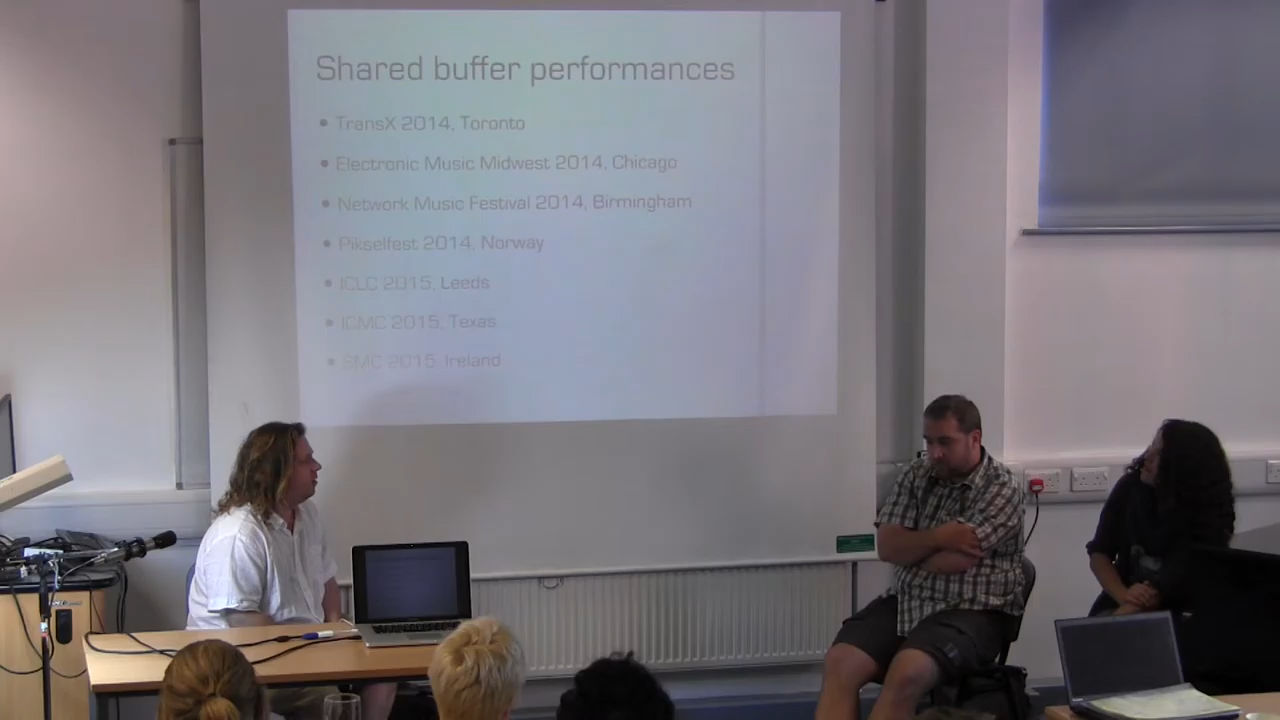 Shared buffer performances
• TransX 2014, Toronto
• Electronic Music Midwest 2014, Chicago
• Network Music Festival 2014, Birmingham
• Pikselfest 2014, Norway
• ICLC 2015, Leeds
• ICMC 2015, Texas
• SMC 2015, Ireland